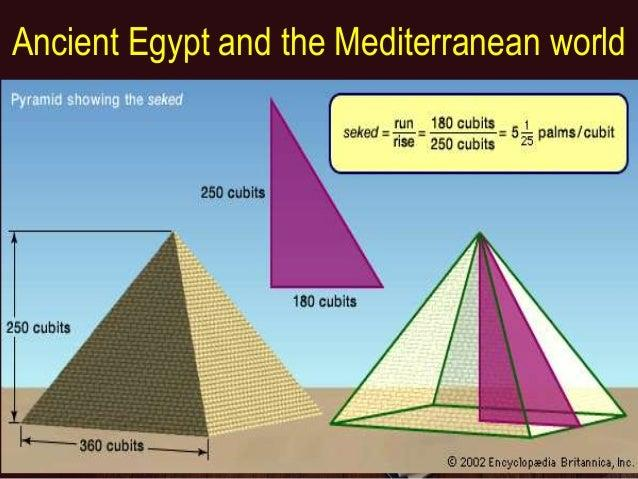 Ancient Egypt and the Mediterranean world
Pyramid showing the seked
seked = run/rise = 180 cubits/250 cubits = 5 1/25 palms/cubit
250 cubits
180 cubits
250 cubits
360 cubits
© 2002 Encyclopædia Britannica, Inc.